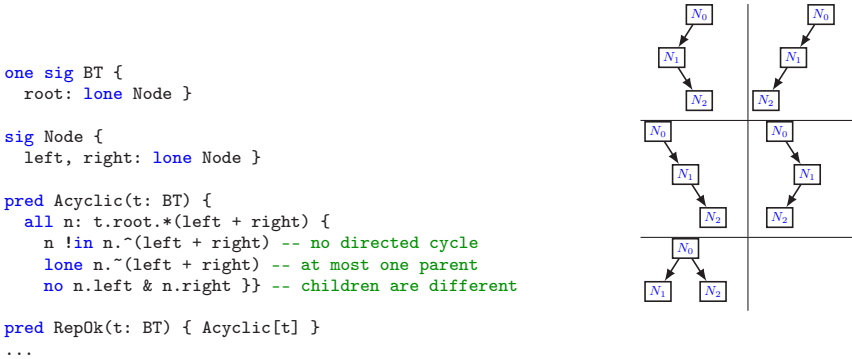 one sig BT {
root: lone Node }
sig Node {
left, right: lone Node }
pred Acyclic(t: BT) {
all n: t.root.*(left + right) {
n !in n.^(left + right) -- no directed cycle
lone n.~(left + right) -- at most one parent
no n.left & n.right }} -- children are different
pred RepOk(t: BT) { Acyclic[t] }
...
N0
N1
N2
N0
N1
N2
N0
N1
N2
N0
N1
N2
N0
N1 N2